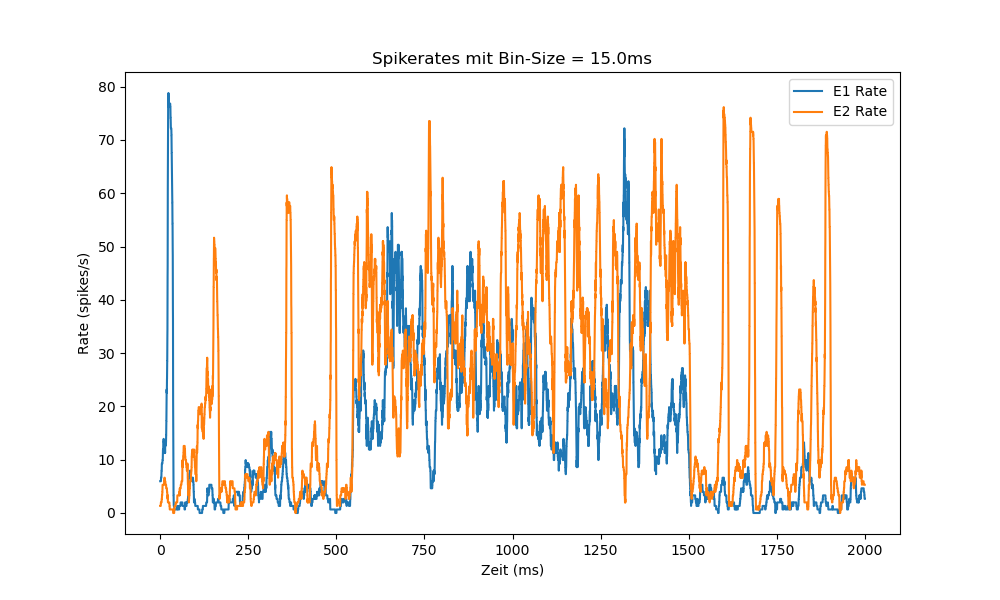 Spikerates mit Bin-Size = 15.0ms
E1 Rate
E2 Rate
80
70
60
50
40
30
20
10
0
Rate (spikes/s)
0 250 500 750 1000 1250 1500 1750 2000
Zeit (ms)